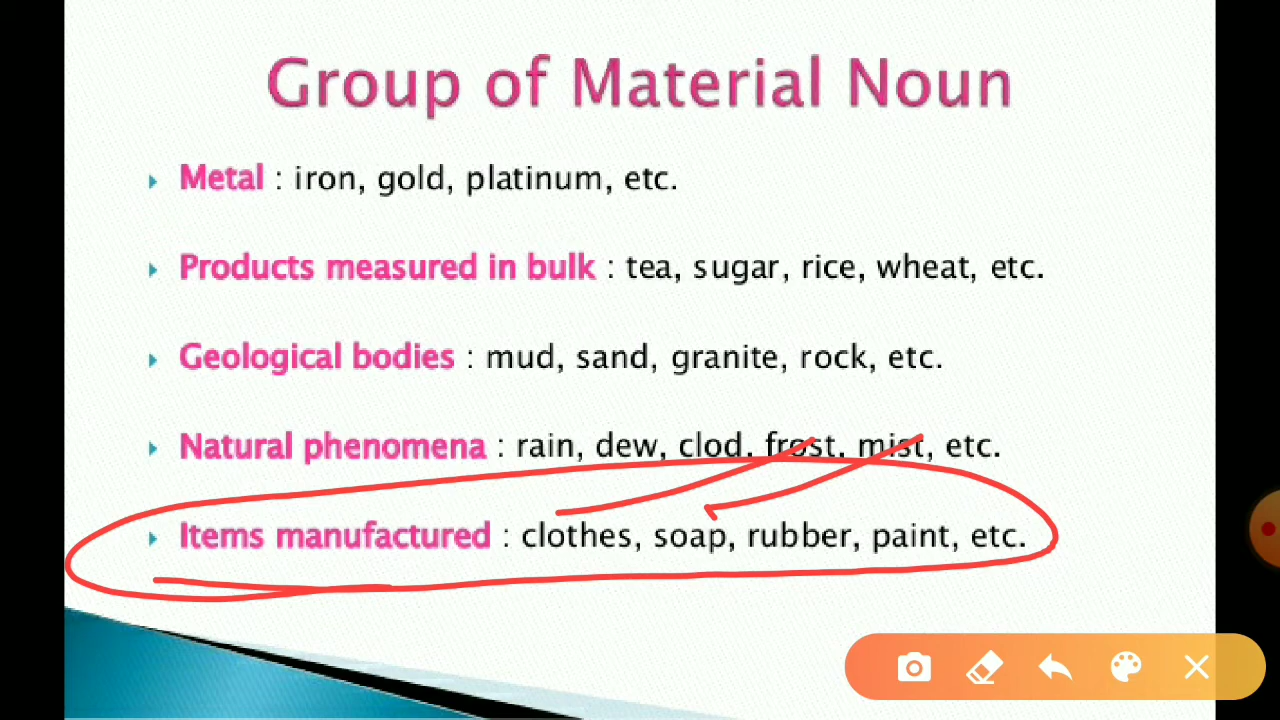 Group of Material Noun
Metal : iron, gold, platinum, etc.
Products measured in bulk : tea, sugar, rice, wheat, etc.
Geological bodies : mud, sand, granite, rock, etc.
Natural phenomena : rain, dew, clod, frost, mist, etc.
Items manufactured : clothes, soap, rubber, paint, etc.